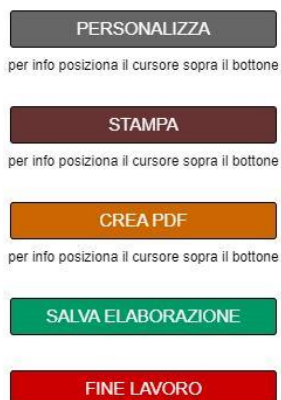 PERSONALIZZA
per info posiziona il cursore sopra il bottone
STAMPA
per info posiziona il cursore sopra il bottone
CREA PDF
per info posiziona il cursore sopra il bottone
SALVA ELABORAZIONE
FINE LAVORO